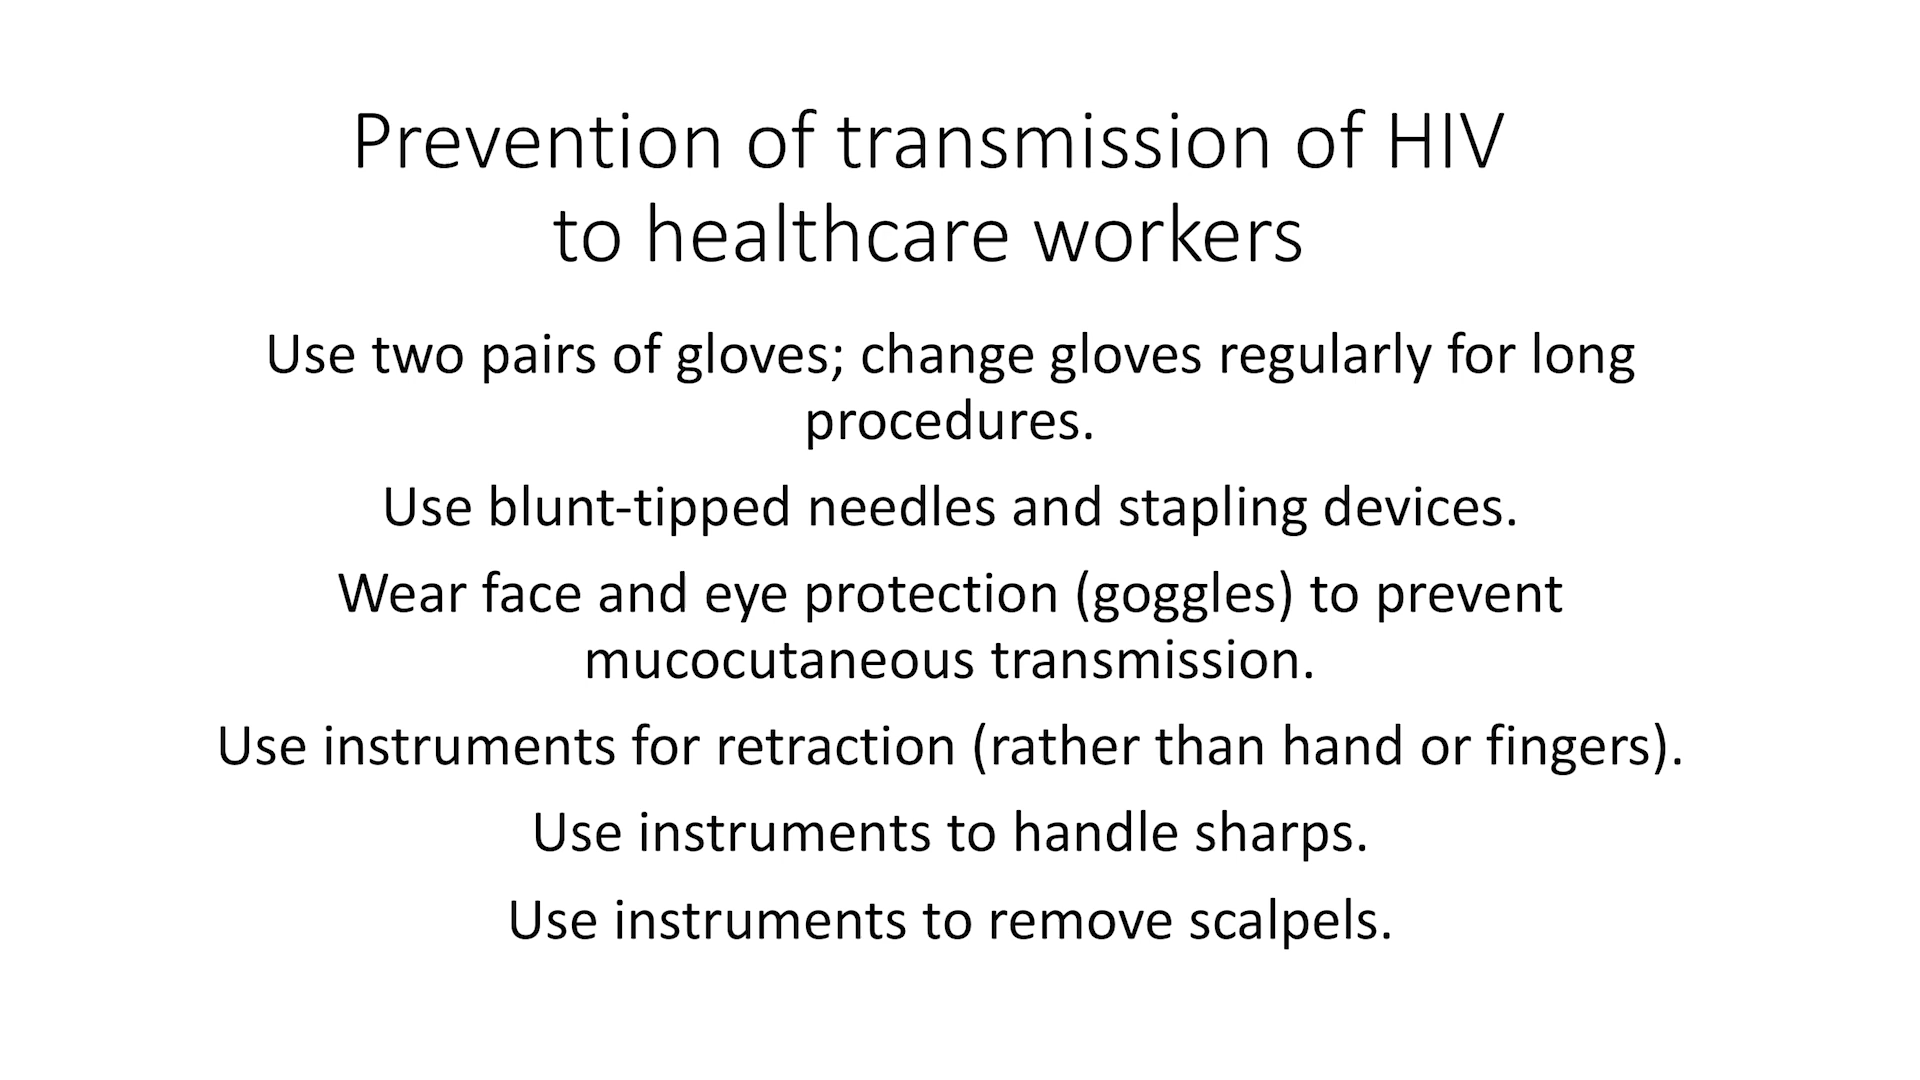 Prevention of transmission of HIV
to healthcare workers
Use two pairs of gloves; change gloves regularly for long
procedures.
Use blunt-tipped needles and stapling devices.
Wear face and eye protection (goggles) to prevent
mucocutaneous transmission.
Use instruments for retraction (rather than hand or fingers).
Use instruments to handle sharps.
Use instruments to remove scalpels.